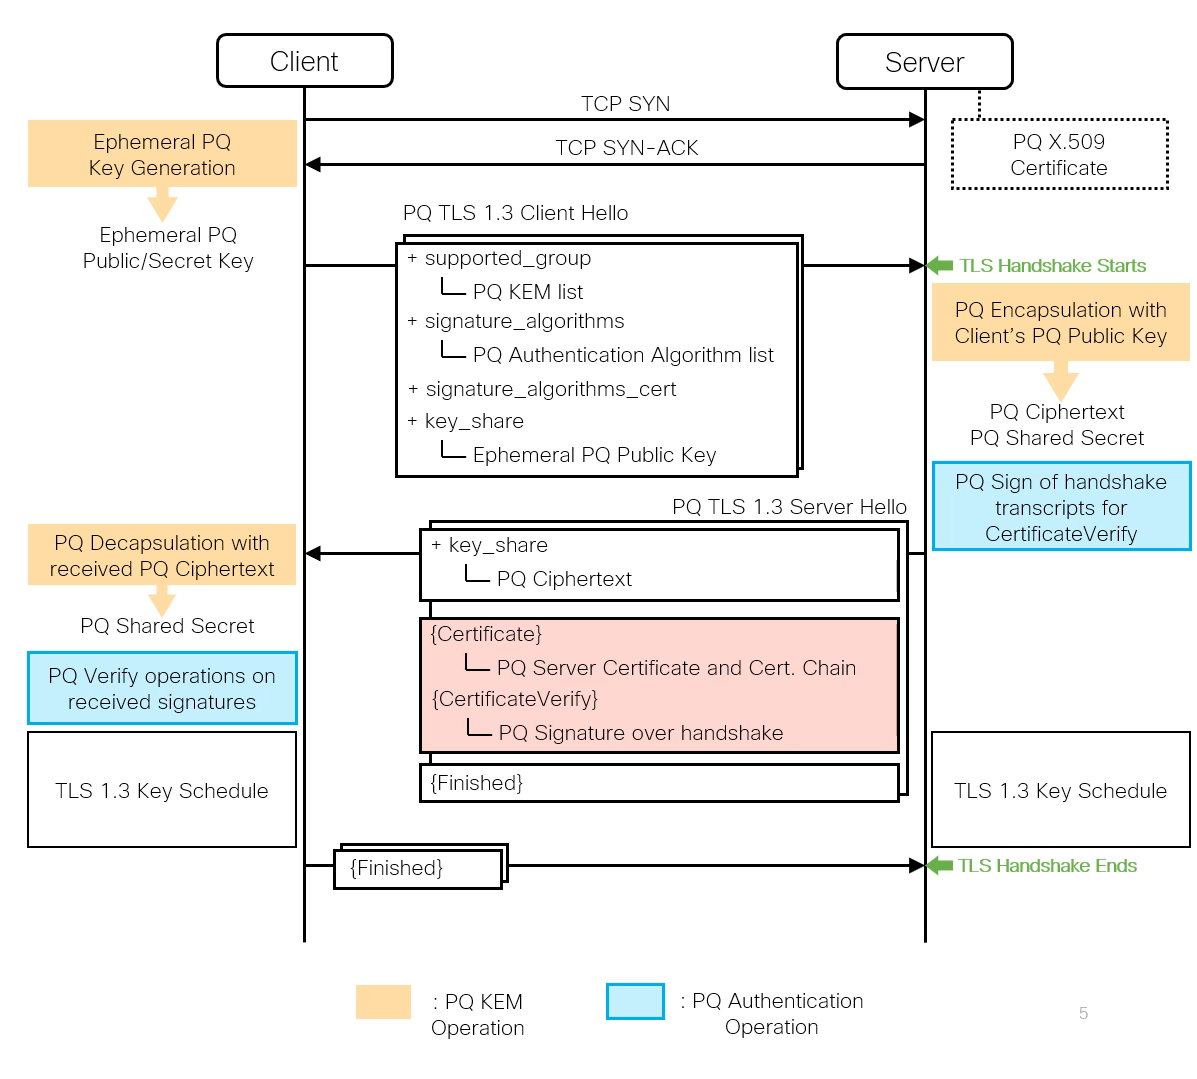 Client
Server
TCP SYN
Ephemeral PQ
Key Generation
TCP SYN-ACK
PQ X.509
Certificate
PQ TLS 1.3 Client Hello
Ephemeral PQ
Public/Secret Key
+ supported_group
PQ KEM list
+ signature_algorithms
PQ Authentication Algorithm list
+ signature_algorithms_cert
+ key_share
Ephemeral PQ Public Key
TLS Handshake Starts
PQ Encapsulation with
Client's PQ Public Key
PQ Ciphertext
PQ Shared Secret
PQ Sign of handshake
transcripts for
CertificateVerify
PQ TLS 1.3 Server Hello
+ key_share
PQ Ciphertext
{Certificate}
PQ Server Certificate and Cert. Chain
{CertificateVerify}
PQ Signature over handshake
{Finished}
PQ Decapsulation with
received PQ Ciphertext
PQ Shared Secret
PQ Verify operations on
received signatures
TLS 1.3 Key Schedule
TLS 1.3 Key Schedule
{Finished}
TLS Handshake Ends
: PQ KEM
Operation
: PQ Authentication
Operation
5